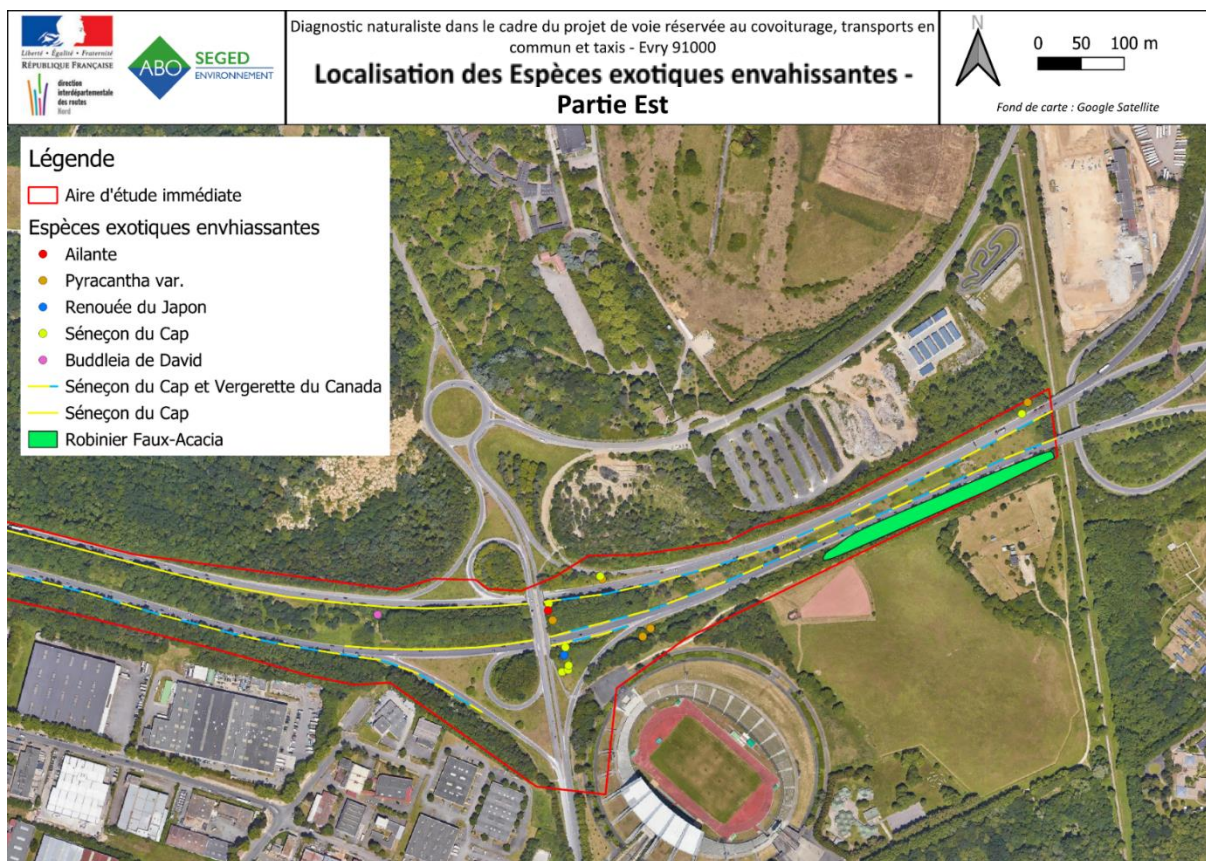 Liberté • Égalité • Fraternité
RÉPUBLIQUE FRANÇAISE
direction
interdépartementale
des routes
Nord
ABO
SEGED
ENVIRONNEMENT
Diagnostic naturaliste dans le cadre du projet de voie réservée au covoiturage, transports en
commun et taxis - Evry 91000
Localisation des Espèces exotiques envahissantes -
Partie Est
N
0 50 100 m
Fond de carte : Google Satellite
Légende
Aire d'étude immédiate
Espèces exotiques envhiassantes
Ailante
Pyracantha var.
Renouée du Japon
Séneçon du Cap
Buddleia de David
Séneçon du Cap et Vergerette du Canada
Séneçon du Cap
Robinier Faux-Acacia